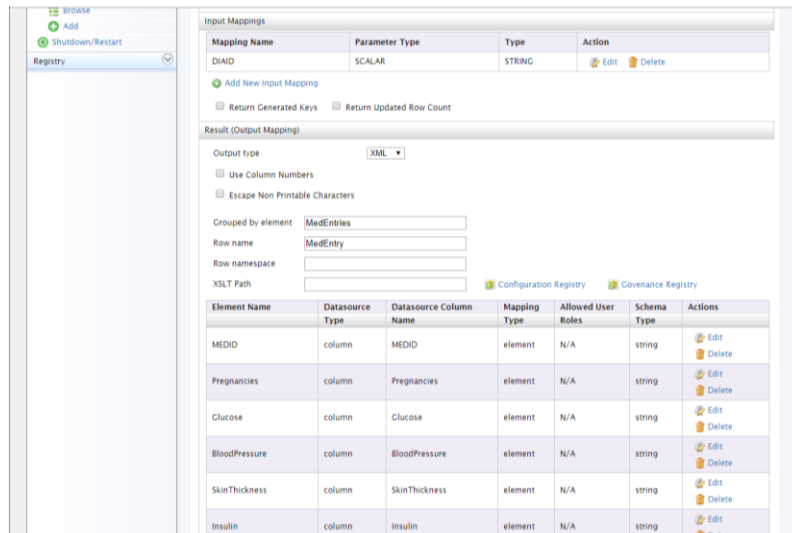 Browse
Add
Shutdown/Restart
Registry
Input Mappings
Mapping Name Parameter Type Type Action
DIAID SCALAR STRING Edit Delete
Add New Input Mapping
Return Generated Keys Return Updated Row Count
Result (Output Mapping)
Output type XML
Use Column Numbers
Escape Non Printable Characters
Grouped by element MedEntries
Row name MedEntry
Row namespace
XSLT Path Configuration Registry Govenance Registry
Element Name Datasource Type Datasource Column Name Mapping Type Allowed User Roles Schema Type Actions
MEDID column MEDID element N/A string Edit Delete
Pregnancies column Pregnancies element N/A string Edit Delete
Glucose column Glucose element N/A string Edit Delete
BloodPressure column BloodPressure element N/A string Edit Delete
SkinThickness column SkinThickness element N/A string Edit Delete
Insulin column Insulin element N/A string Edit